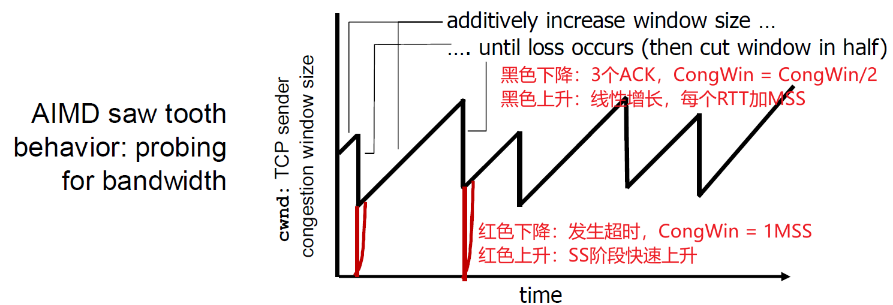 additively increase window size …
…. until loss occurs (then cut window in half)
黑色下降：3个ACK，CongWin = CongWin/2
黑色上升：线性增长，每个RTT加MSS
AIMD saw tooth
behavior: probing
for bandwidth
cwnd: TCP sender
congestion window size
红色下降：发生超时，CongWin = 1MSS
红色上升：SS阶段快速上升
time